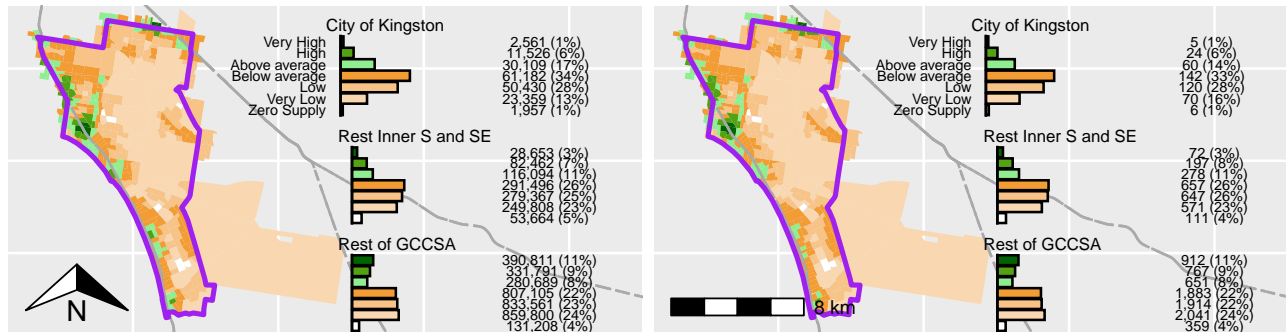 City of Kingston
Very High 2,561 (1%)
High 11,526 (6%)
Above average 30,109 (17%)
Below average 61,182 (34%)
Low 50,430 (28%)
Very Low 23,359 (13%)
Zero Supply 1,957 (1%)
Rest Inner S and SE
28,653 (3%)
82,462 (7%)
116,094 (11%)
291,496 (26%)
279,367 (25%)
249,808 (23%)
53,664 (5%)
Rest of GCCSA
390,811 (11%)
331,791 (9%)
280,689 (8%)
807,105 (22%)
833,561 (23%)
859,800 (24%)
131,208 (4%)
N
City of Kingston
Very High 5 (1%)
High 24 (6%)
Above average 60 (14%)
Below average 142 (33%)
Low 120 (28%)
Very Low 70 (16%)
Zero Supply 6 (1%)
Rest Inner S and SE
72 (3%)
197 (8%)
278 (11%)
657 (26%)
647 (26%)
571 (23%)
111 (4%)
Rest of GCCSA
912 (11%)
767 (9%)
651 (8%)
1,883 (22%)
1,914 (22%)
2,041 (24%)
359 (4%)
8 km